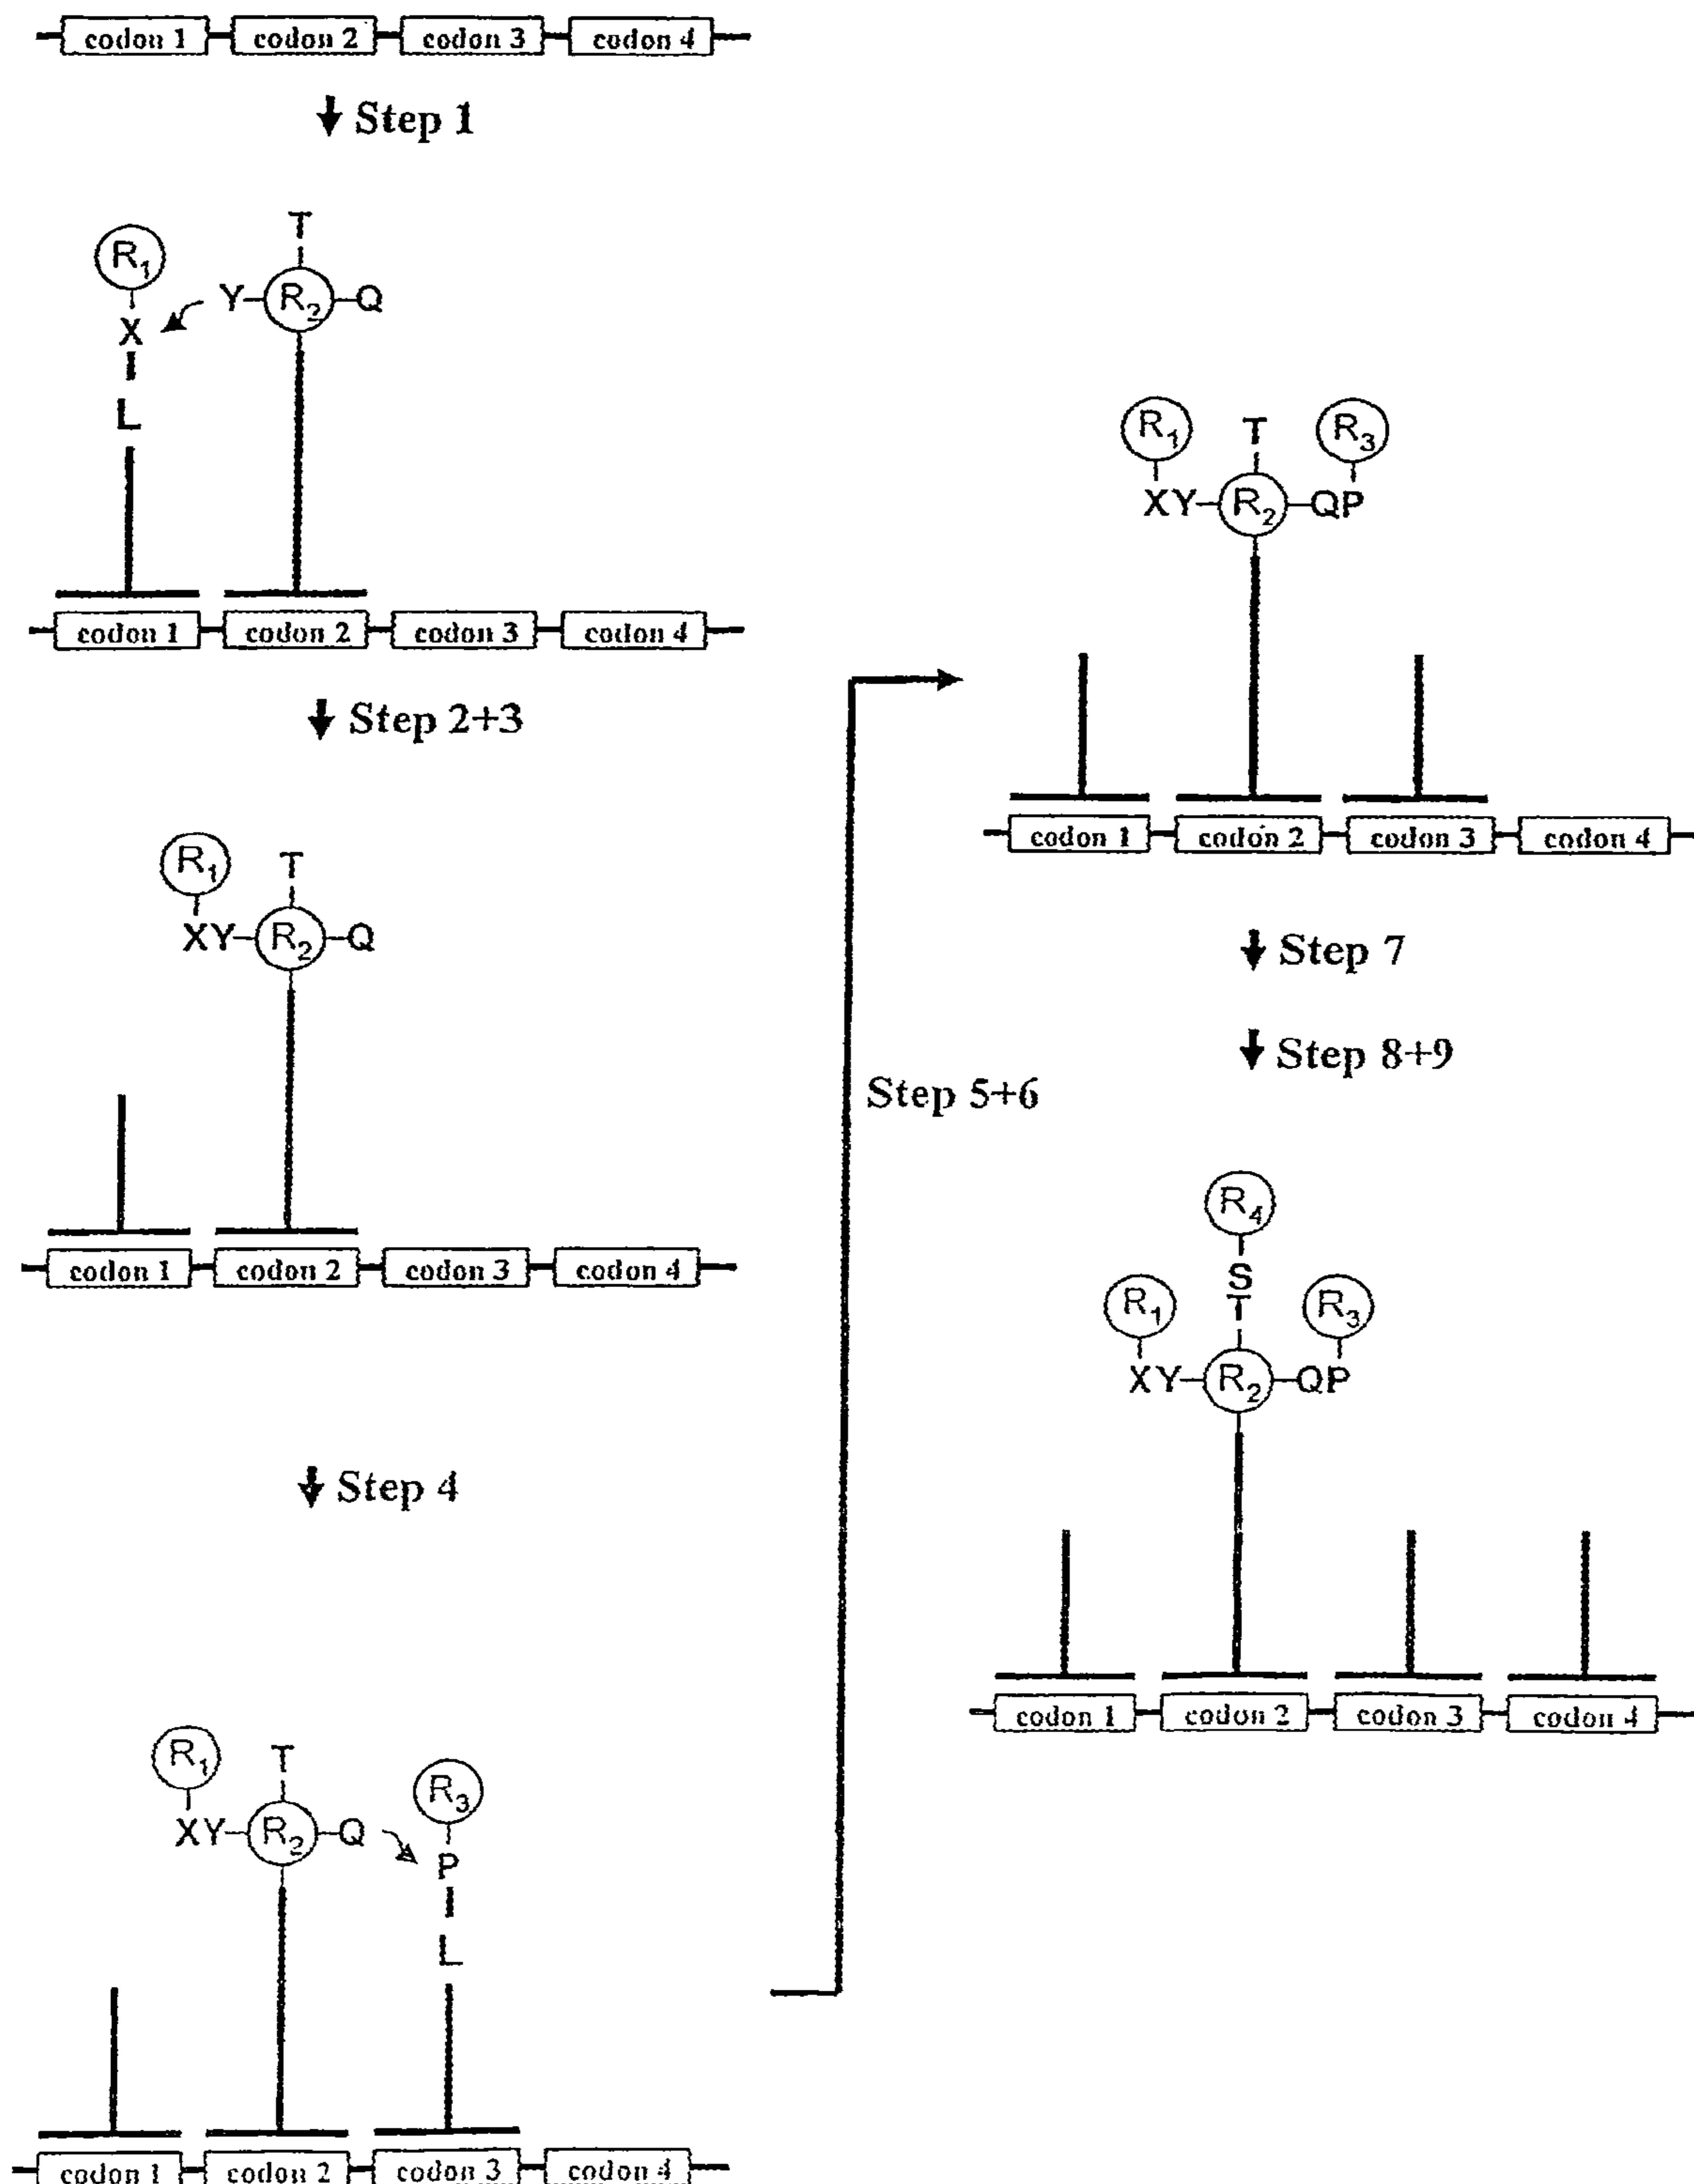 codon 1 codon 2 codon 3 codon 4
Step 1
T
R1
Y R2 Q
X
L
codon 1 codon 2 codon 3 codon 4
Step 2+3
R1 T
XY R2 Q
codon 1 codon 2 codon 3 codon 4
Step 4
R1 T R3
XY R2 Q
P
L
codon 1 codon 2 codon 3 codon 4
Step 5+6
R1 T R3
XY R2 QP
codon 1 codon 2 codon 3 codon 4
Step 7
Step 8+9
R4
S
R1 T R3
XY R2 QP
codon 1 codon 2 codon 3 codon 4